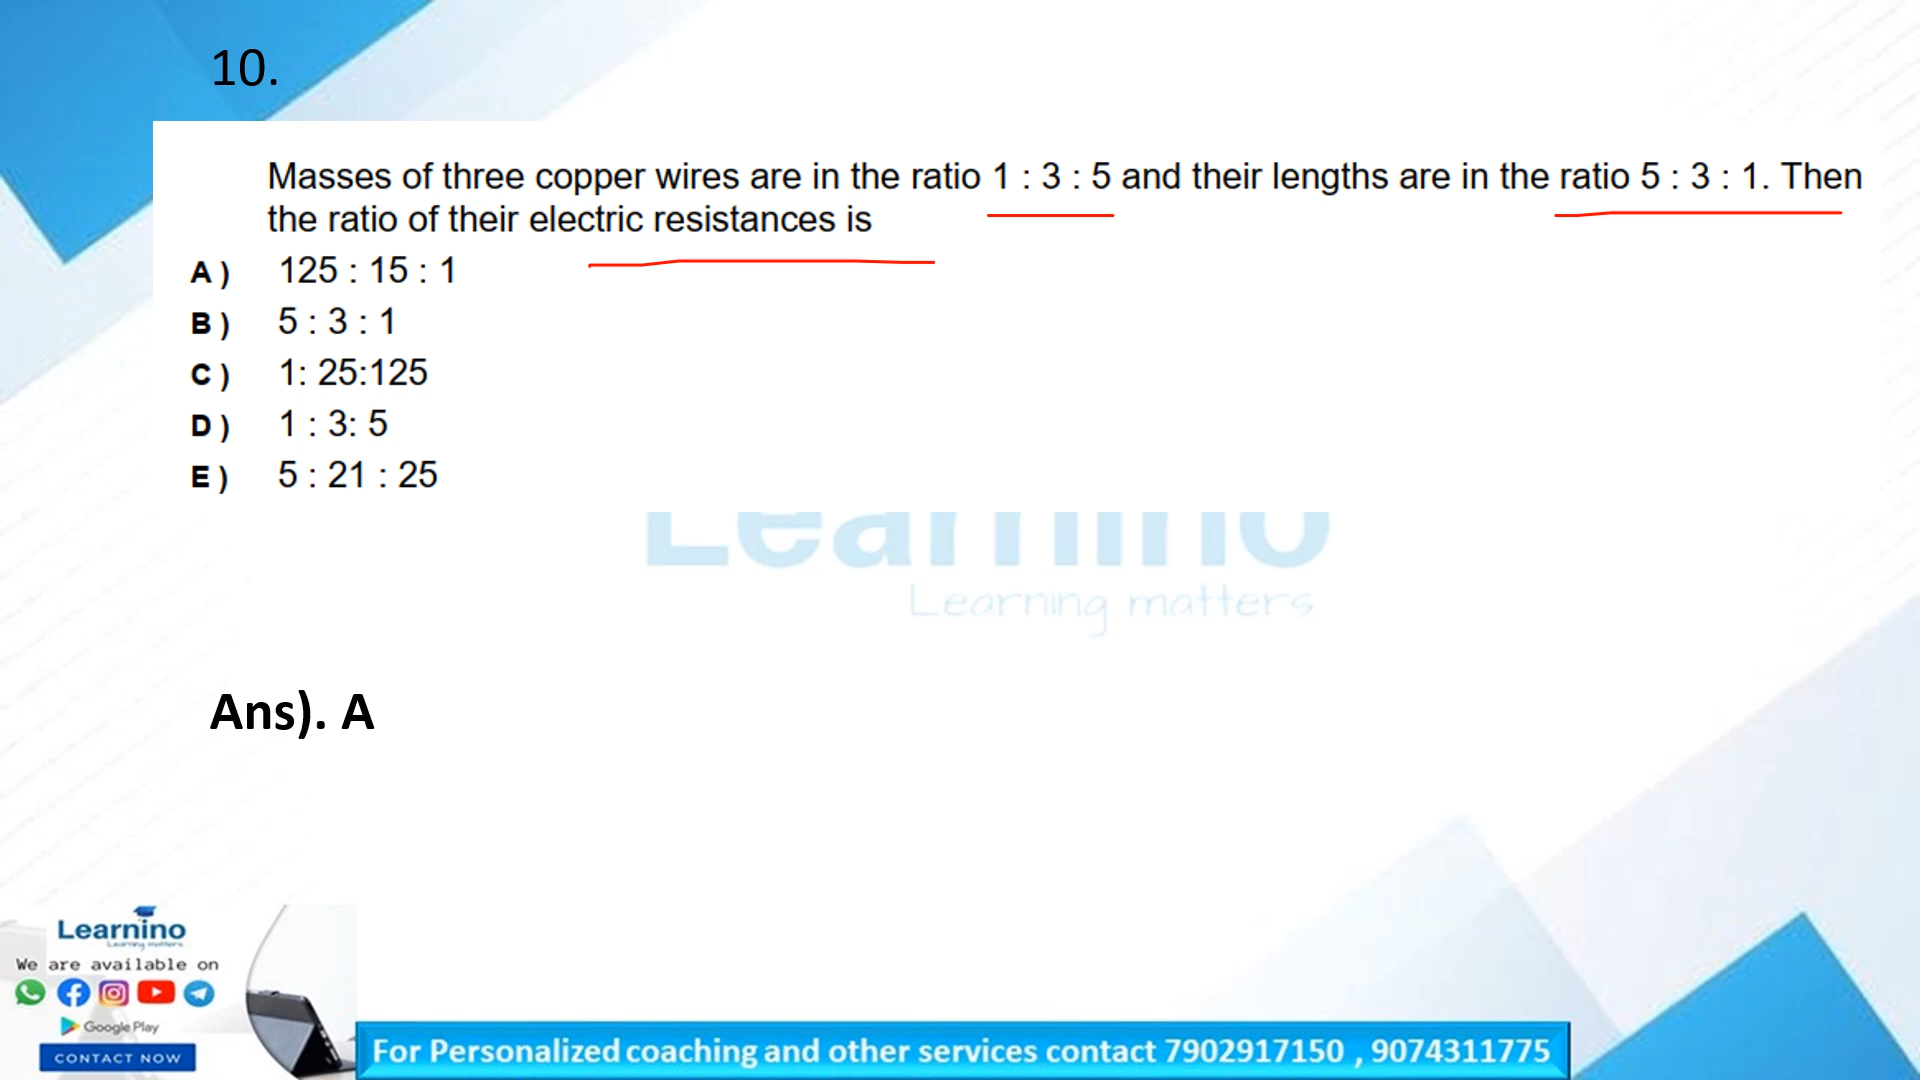 10.
Masses of three copper wires are in the ratio 1 : 3 : 5 and their lengths are in the ratio 5 : 3 : 1. Then
the ratio of their electric resistances is
A) 125 : 15 : 1
B) 5 : 3 : 1
C) 1: 25:125
D) 1 : 3: 5
E) 5 : 21 : 25
Learnino
Learning matters
Ans). A
Learnino
Learning matters
We are available on
Google Play
CONTACT NOW
For Personalized coaching and other services contact 7902917150 , 9074311775